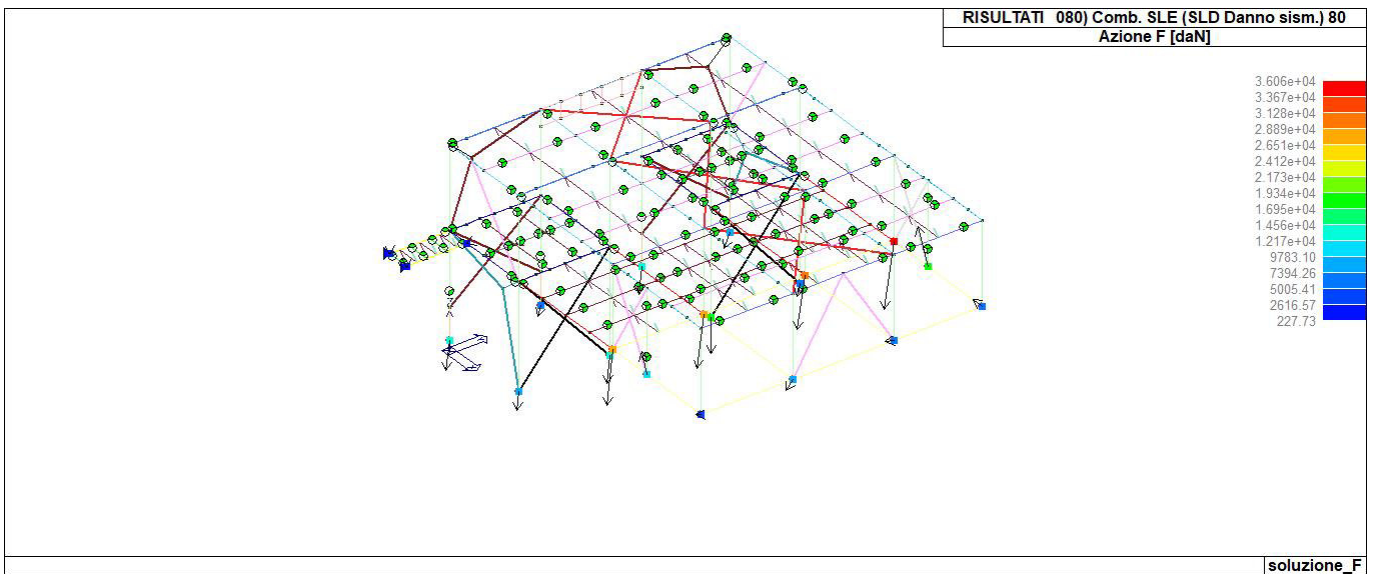 RISULTATI 080) Comb. SLE (SLD Danno sism.) 80
Azione F [daN]
3.606e+04
3.367e+04
3.128e+04
2.889e+04
2.651e+04
2.412e+04
2.173e+04
1.934e+04
1.695e+04
1.456e+04
1.217e+04
9783.10
7394.26
5005.41
2616.57
227.73
soluzione_F